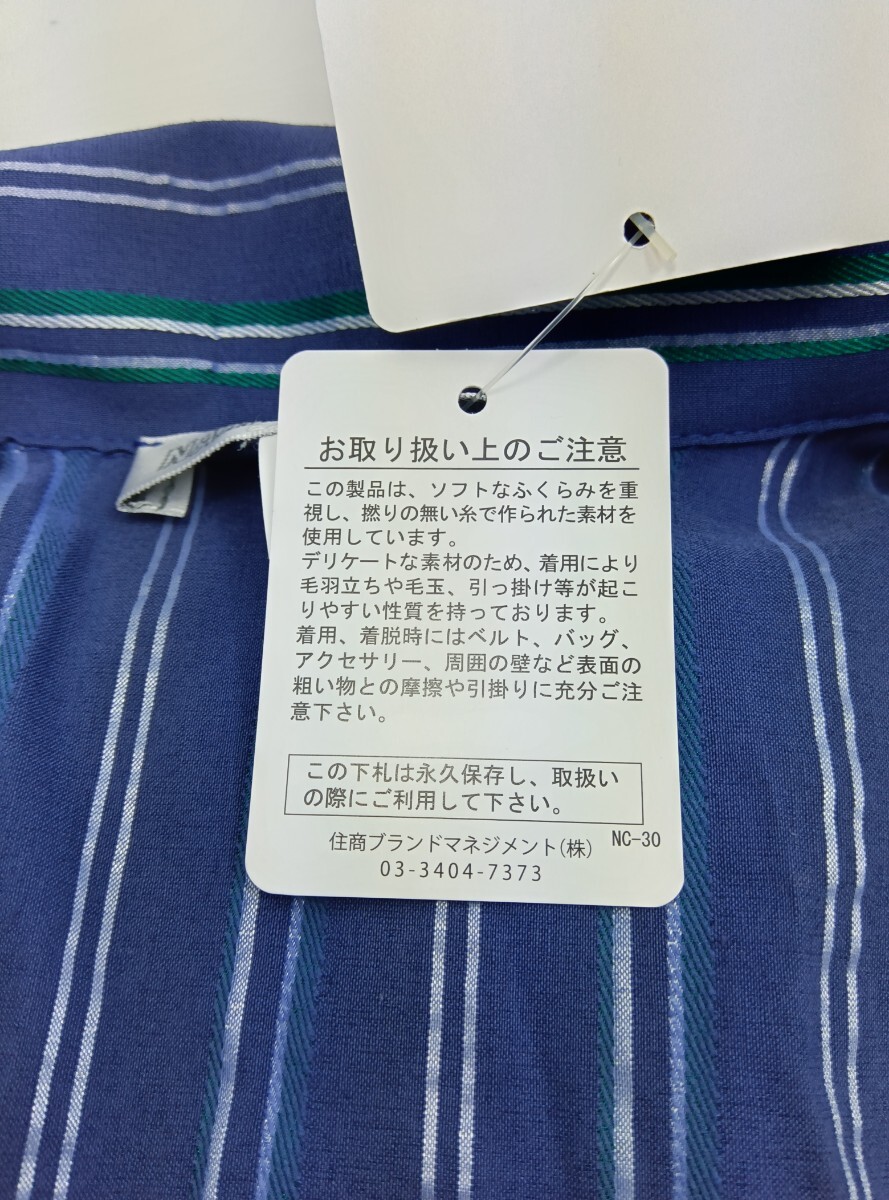 お取り扱い上のご注意
この製品は、ソフトなふくらみを重
視し、撚りの無い糸で作られた素材を
使用しています。
デリケートな素材のため、着用により
毛羽立ちや毛玉、引っ掛け等が起こ
りやすい性質を持っております。
着用、着脱時にはベルト、バッグ、
アクセサリー、周囲の壁など表面の
粗い物との摩擦や引掛りに充分ご注
意下さい。
この下札は永久保存し、取扱い
の際にご利用して下さい。
住商ブランドマネジメント(株) NC-30
03-3404-7373